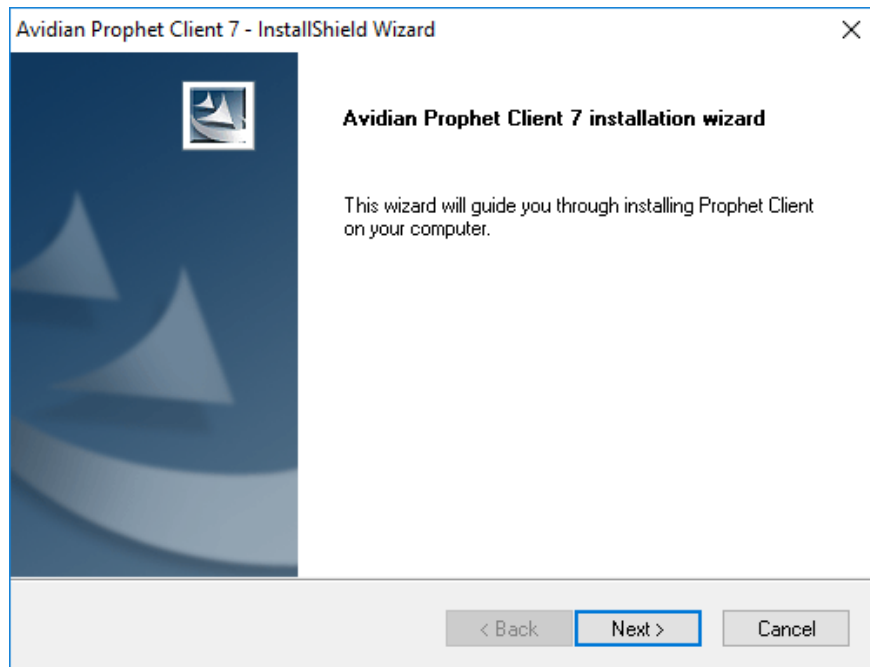 Avidian Prophet Client 7 - InstallShield Wizard
Avidian Prophet Client 7 installation wizard
This wizard will guide you through installing Prophet Client
on your computer.
< Back
Next >
Cancel